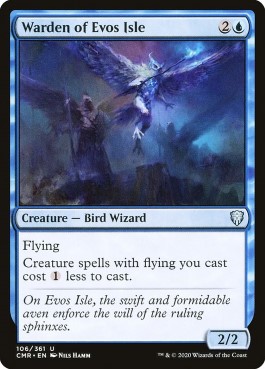 Warden of Evos Isle 2
Creature — Bird Wizard
Flying
Creature spells with flying you cast
cost 1 less to cast.
On Evos Isle, the swift and formidable
aven enforce the will of the ruling
sphinxes.
2/2
106/361 U
CMR • EN Nils Hamm
™ & © 2020 Wizards of the Coast